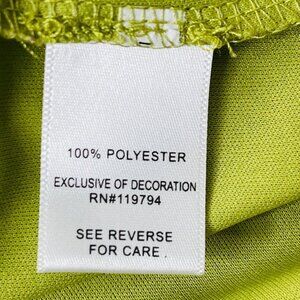 100% POLYESTER
EXCLUSIVE OF DECORATION
RN#119794
SEE REVERSE
FOR CARE.